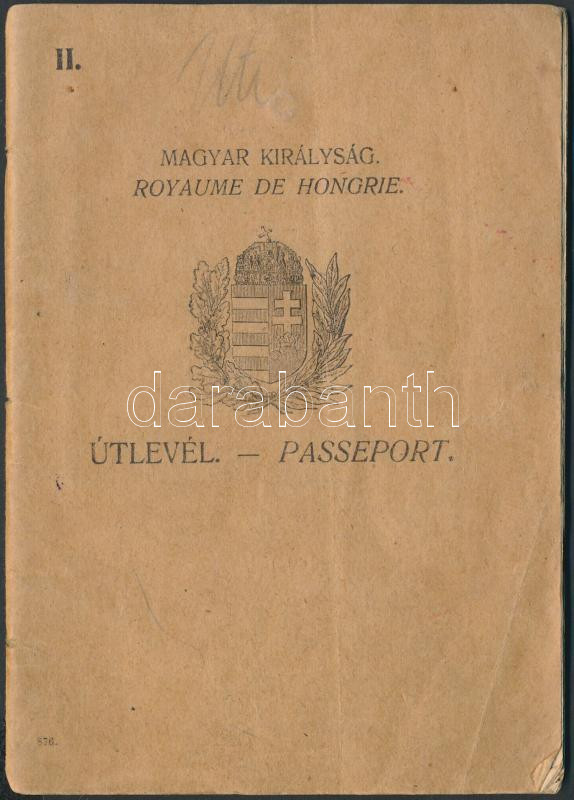 II.
MAGYAR KIRÁLYSÁG.
ROYAUME DE HONGRIE.
darabanth
ÚTLEVÉL. — PASSEPORT.
876.